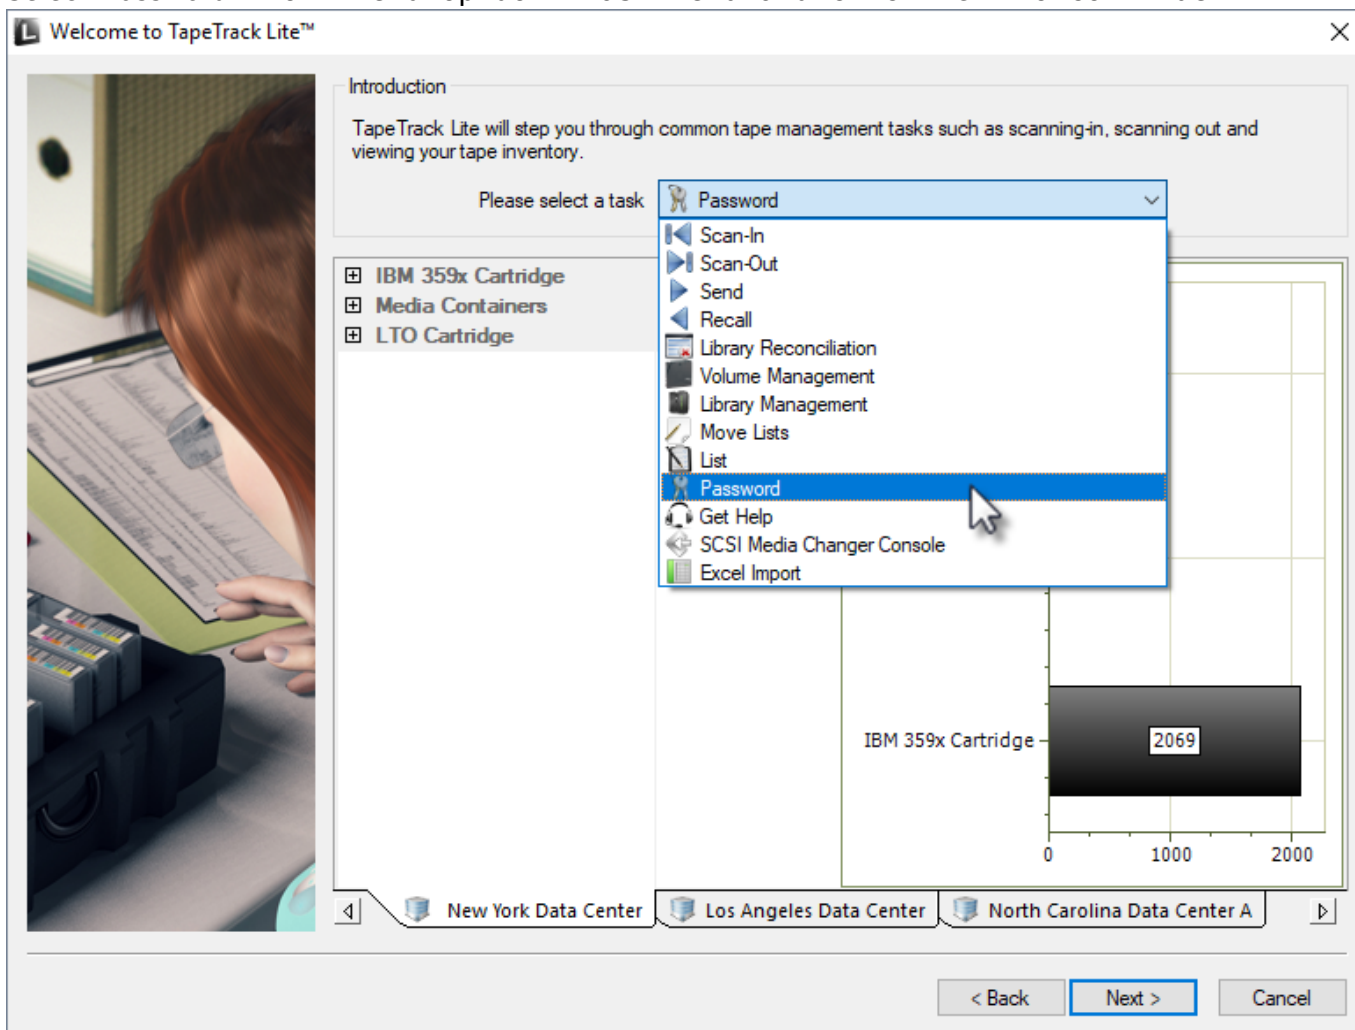 Welcome to TapeTrack Lite™
Introduction
TapeTrack Lite will step you through common tape management tasks such as scanning-in, scanning out and
viewing your tape inventory.
Please select a task
Password
Scan-In
Scan-Out
Send
Recall
Library Reconciliation
Volume Management
Library Management
Move Lists
List
Password
Get Help
SCSI Media Changer Console
Excel Import
IBM 359x Cartridge
Media Containers
LTO Cartridge
IBM 359x Cartridge
2069
0 1000 2000
New York Data Center
Los Angeles Data Center
North Carolina Data Center A
< Back
Next >
Cancel